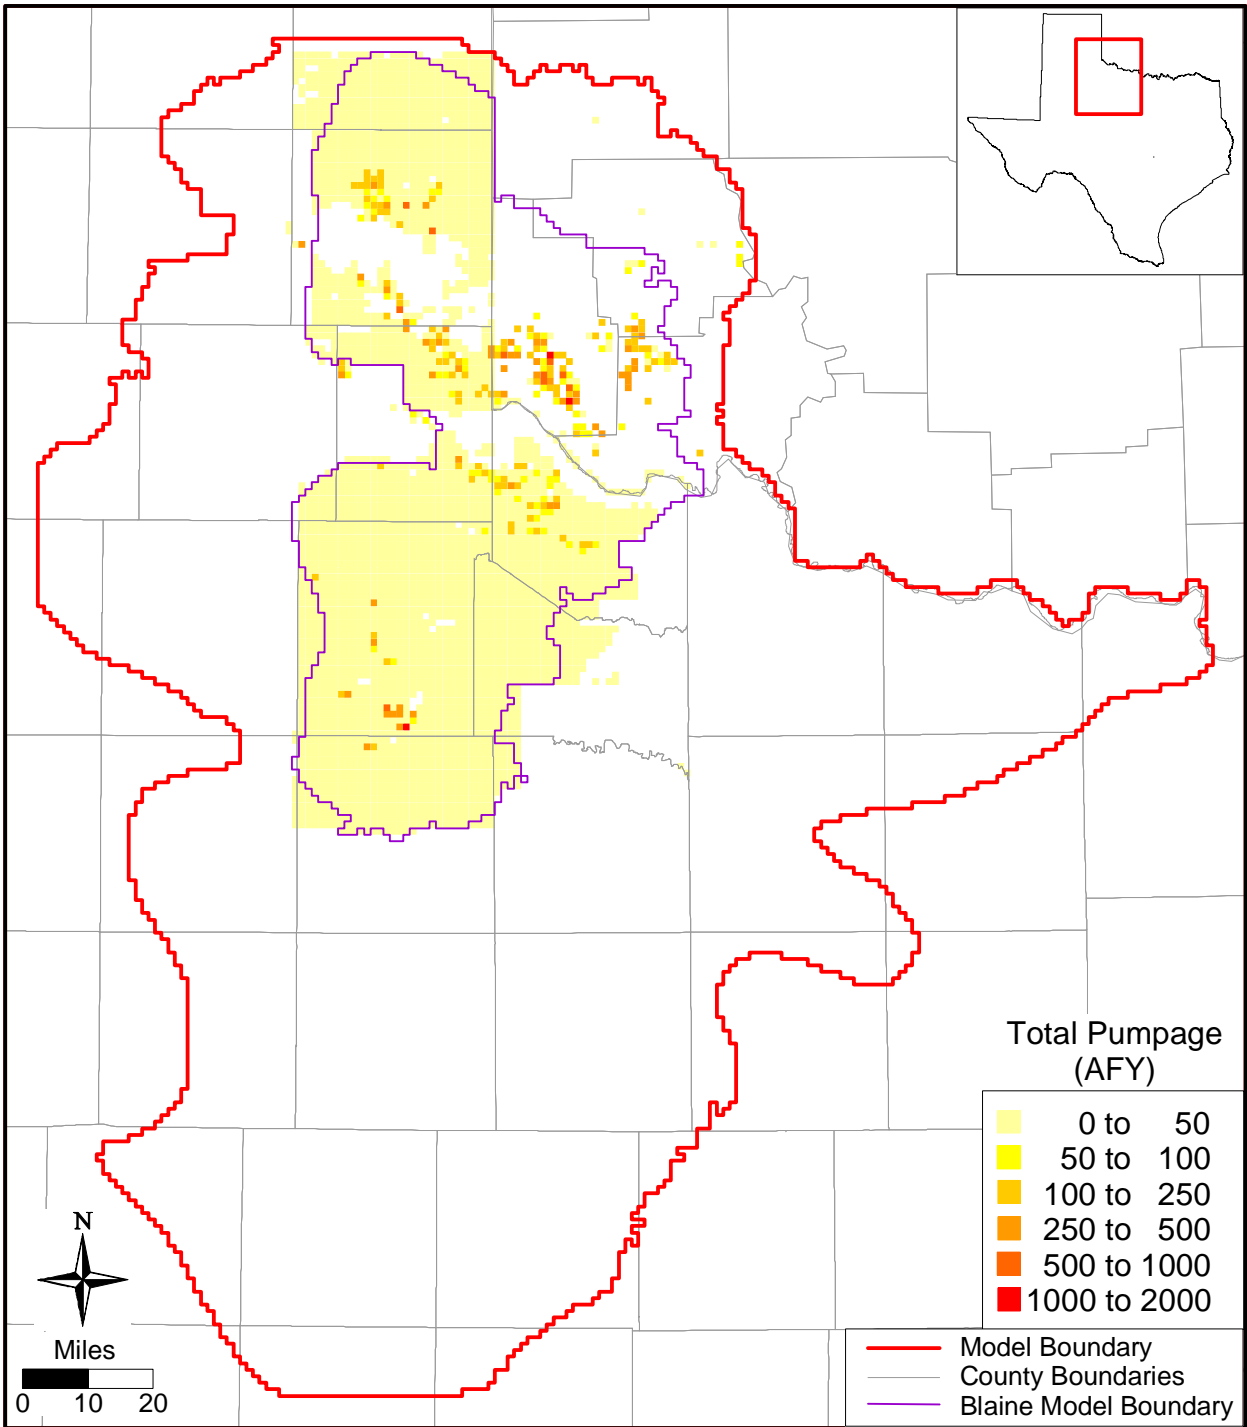 Total Pumpage
(AFY)
0 to 50
50 to 100
100 to 250
250 to 500
500 to 1000
1000 to 2000
N
Miles
0 10 20
Model Boundary
County Boundaries
Blaine Model Boundary